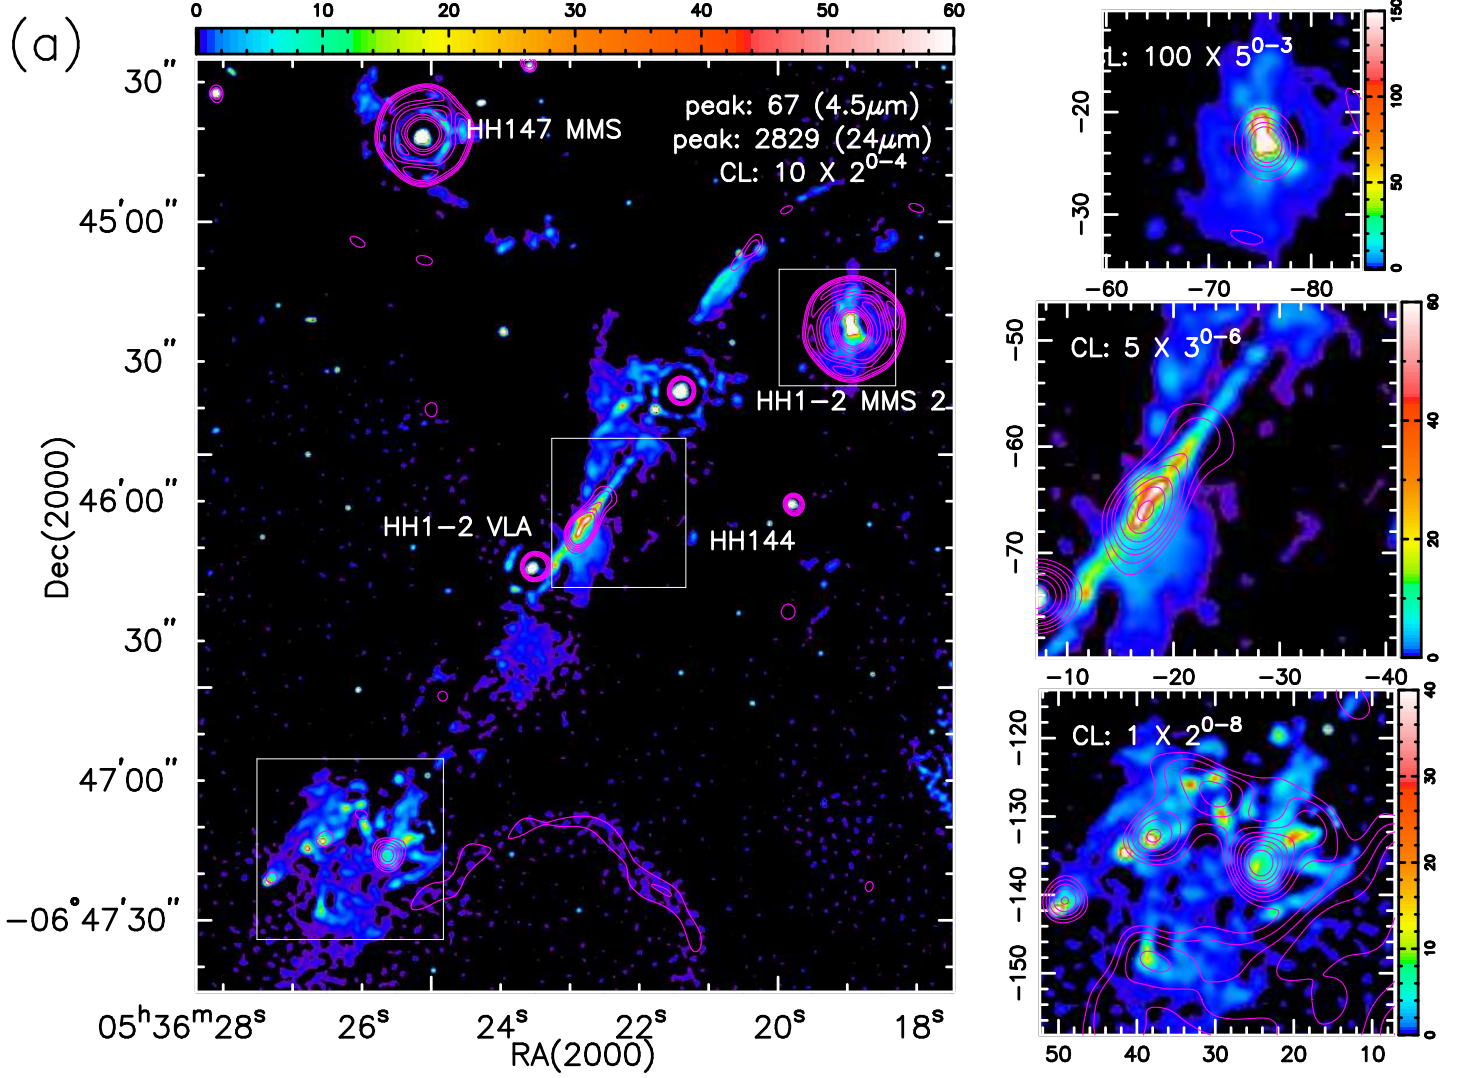 (a)
0 10 20 30 40 50 60
peak: 67 (4.5μm)
peak: 2829 (24μm)
CL: 10 X 2^0−4
HH147 MMS
HH1−2 MMS 2
HH1−2 VLA
HH144
Dec(2000)
30″
45′00″
30″
46′00″
30″
47′00″
−06°47′30″
05ʰ36ᵐ28ˢ 26ˢ 24ˢ 22ˢ 20ˢ 18ˢ
RA(2000)
CL: 100 X 5^0−3
−20
−30
−60 −70 −80
150
100
50
0
CL: 5 X 3^0−6
−50
−60
−70
−10 −20 −30 −40
60
40
20
0
CL: 1 X 2^0−8
−120
−130
−140
−150
50 40 30 20 10
40
30
20
10
0